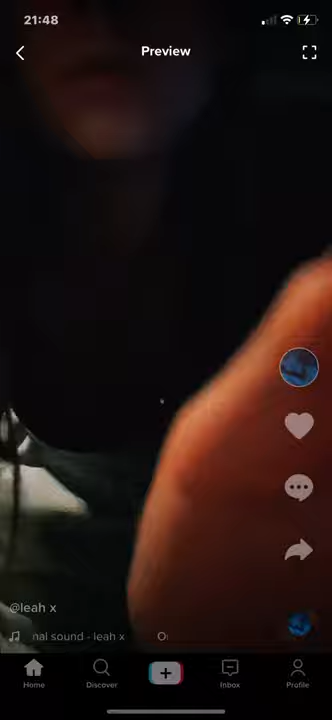 21:48
Preview
@leah x
nal sound - leah x O
Home Discover Inbox Profile